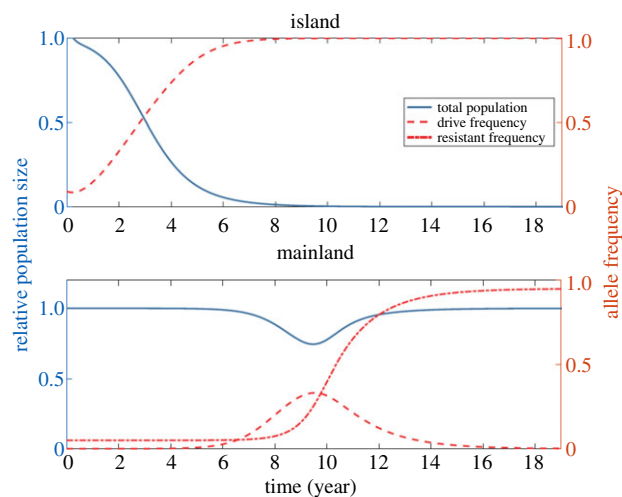 island
1.0
0.5
0
1.0
0.5
0
total population
drive frequency
resistant frequency
0 2 4 6 8 10 12 14 16 18
mainland
relative population size
allele frequency
1.0
0.5
0
1.0
0.5
0
0 2 4 6 8 10 12 14 16 18
time (year)